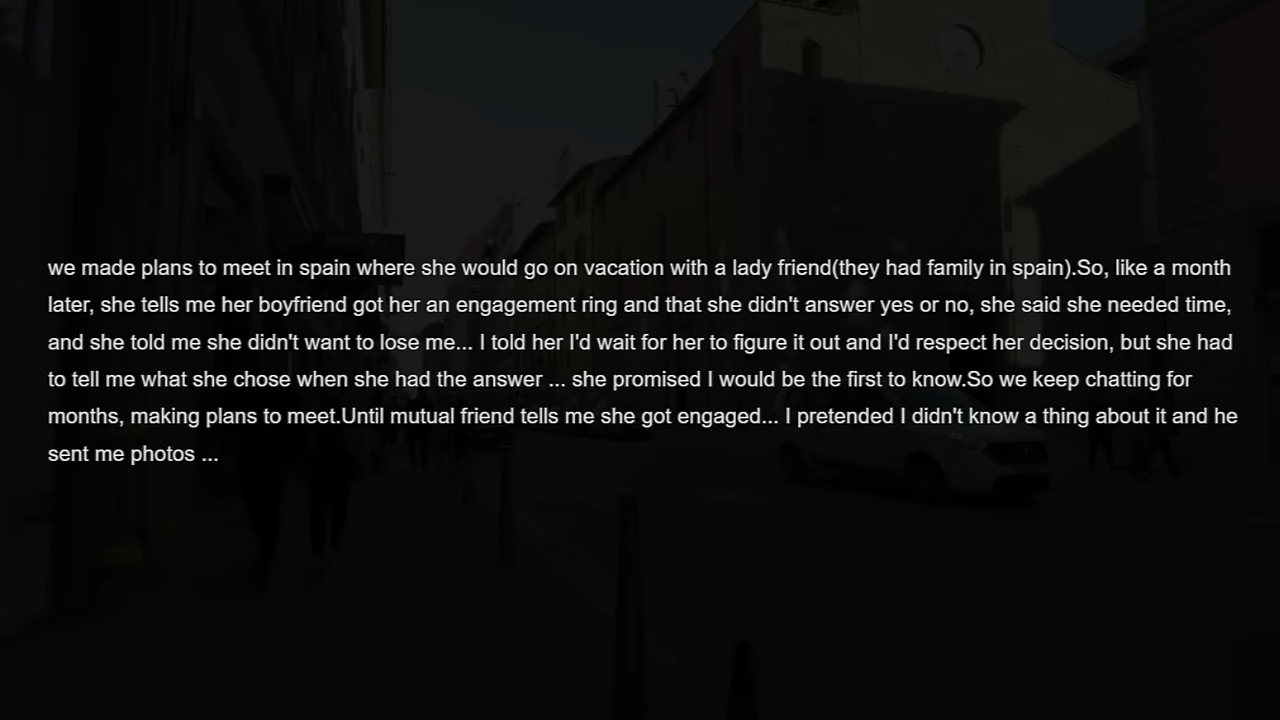 we made plans to meet in spain where she would go on vacation with a lady friend(they had family in spain).So, like a month
later, she tells me her boyfriend got her an engagement ring and that she didn't answer yes or no, she said she needed time,
and she told me she didn't want to lose me... I told her I'd wait for her to figure it out and I'd respect her decision, but she had
to tell me what she chose when she had the answer ... she promised I would be the first to know.So we keep chatting for
months, making plans to meet.Until mutual friend tells me she got engaged... I pretended I didn't know a thing about it and he
sent me photos ...